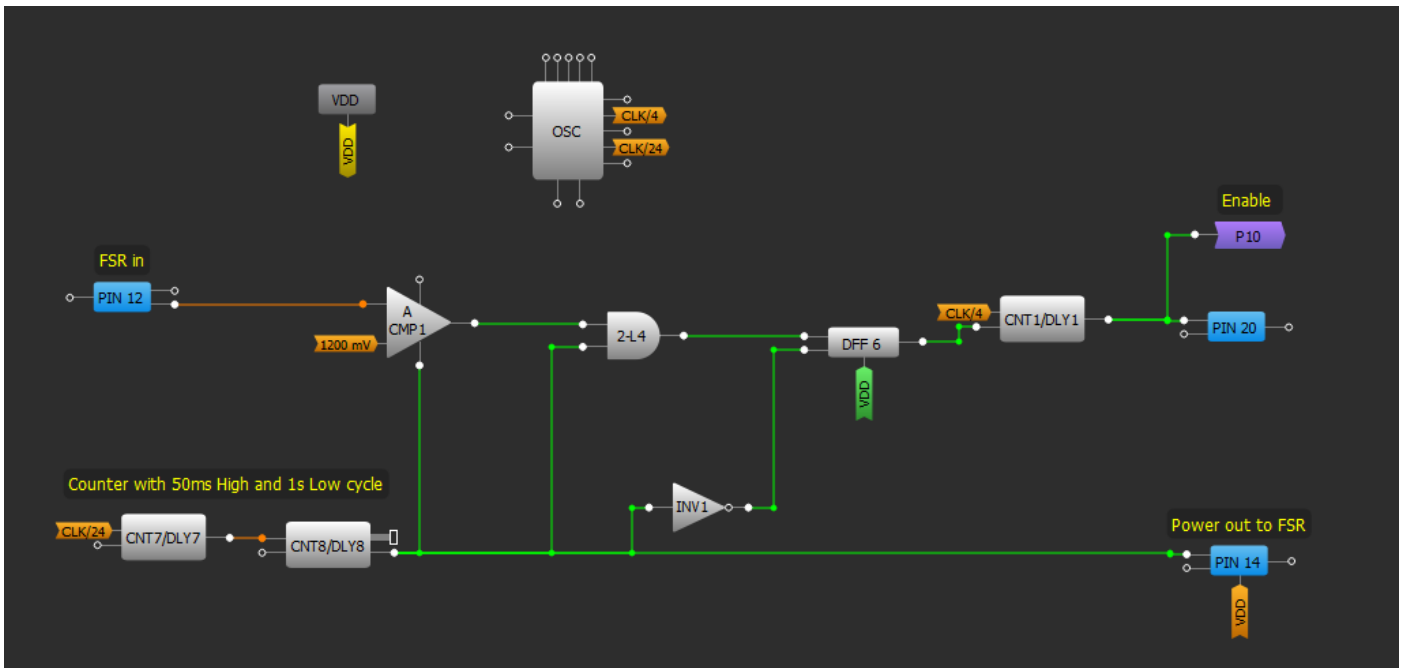 VDD
VDD
OSC
CLK/4
CLK/24
Enable
P10
FSR in
PIN 12
A
CMP1
1200 mV
2-L4
DFF 6
VDD
CLK/4
CNT1/DLY1
PIN 20
Counter with 50ms High and 1s Low cycle
CLK/24
CNT7/DLY7
CNT8/DLY8
INV1
Power out to FSR
PIN 14
VDD